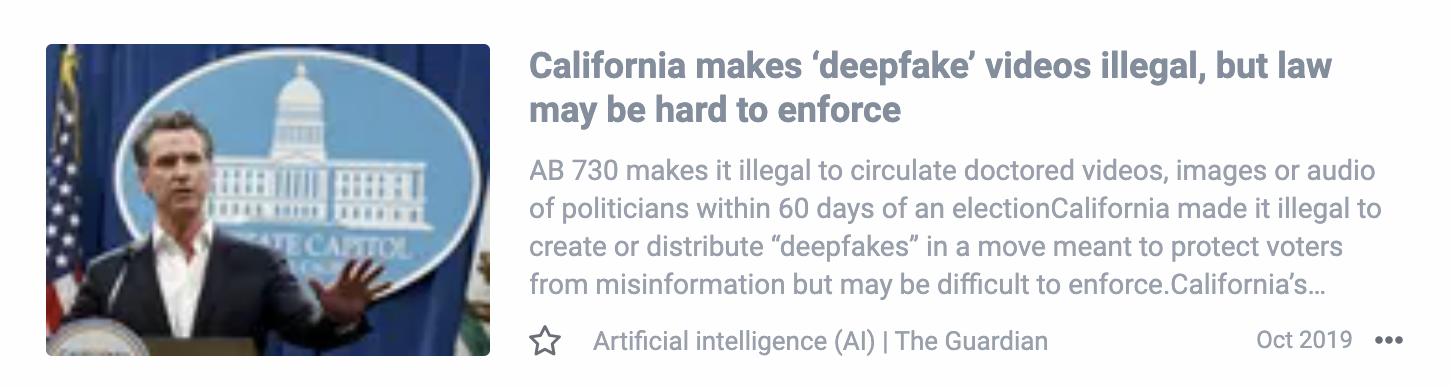 California makes ‘deepfake’ videos illegal, but law
may be hard to enforce
AB 730 makes it illegal to circulate doctored videos, images or audio
of politicians within 60 days of an electionCalifornia made it illegal to
create or distribute “deepfakes” in a move meant to protect voters
from misinformation but may be difficult to enforce.California’s...
Artificial intelligence (AI) | The Guardian
Oct 2019
CAPITOL